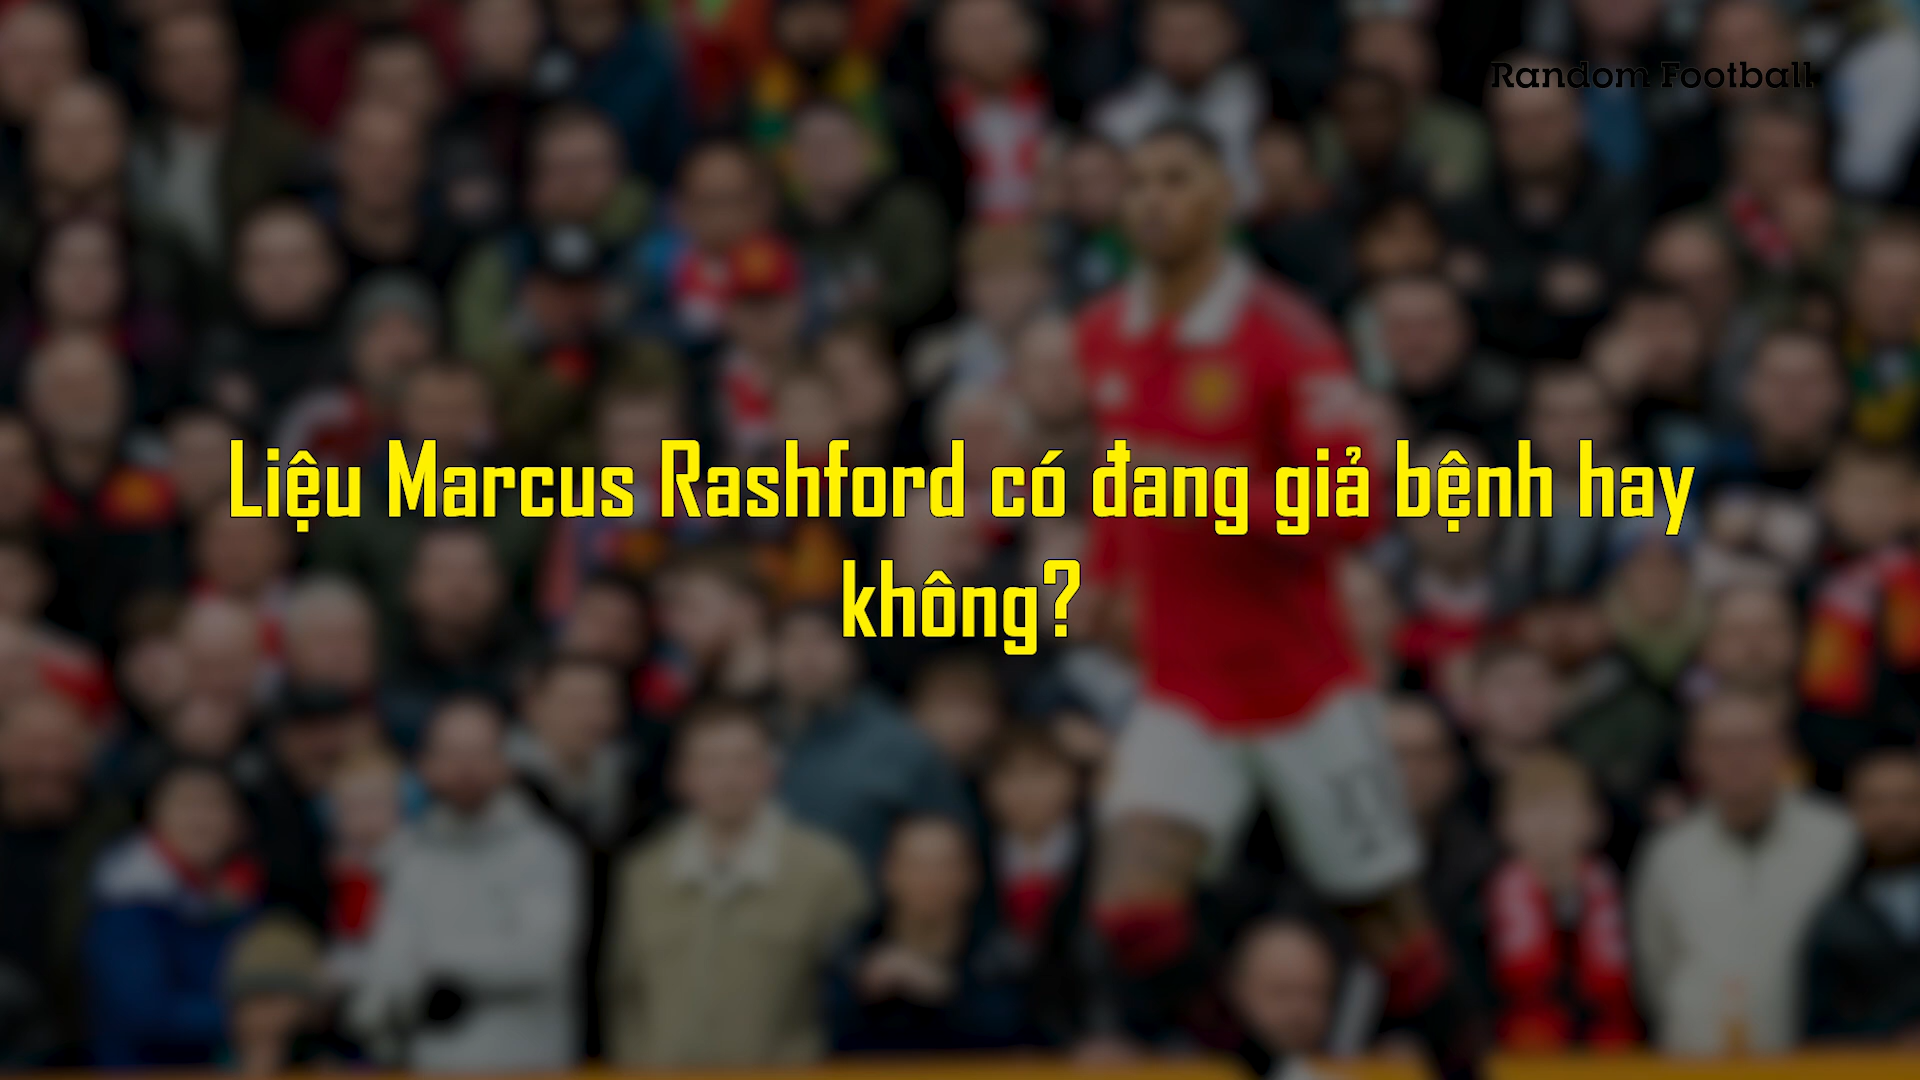 Random Football
Liệu Marcus Rashford có đang giả bệnh hay
không?